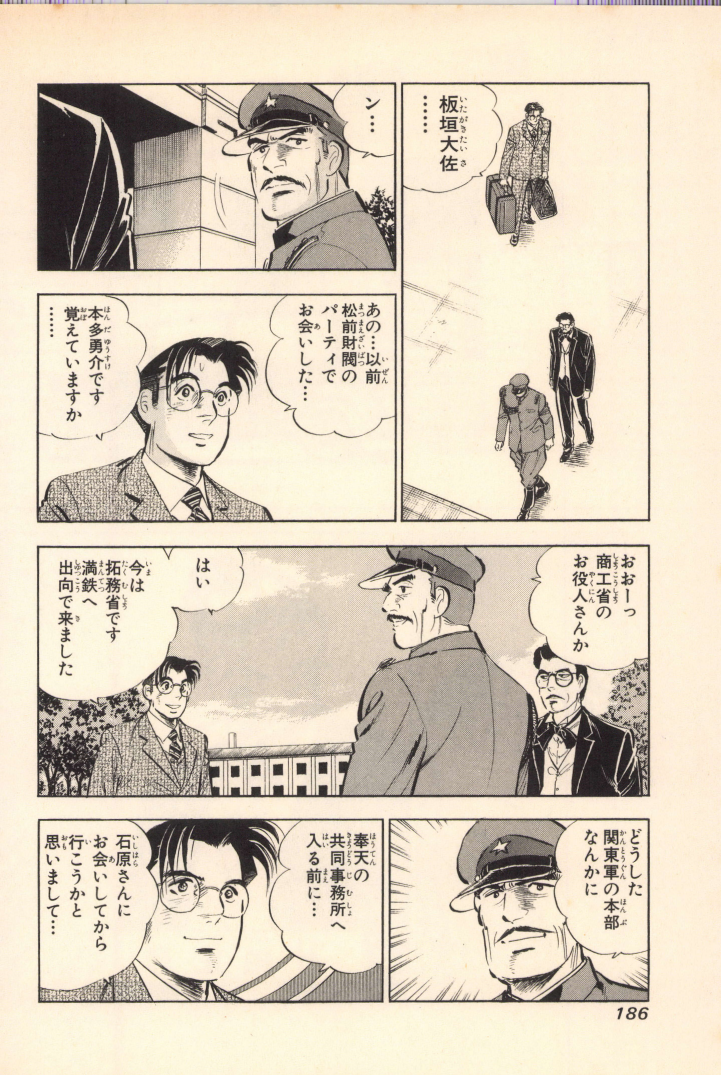 板垣大佐
……
ン…
あの…以前
松前財閥の
パーティで
お会いした…
本多勇介です
覚えていますか
……
おおーっ
商工省の
お役人さんか
はい
今は
拓務省です
満鉄へ
出向で来ました
どうした
関東軍の本部
なんかに
奉天の
共同事務所へ
入る前に…
石原さんに
お会いしてから
行こうかと
思いまして…
186